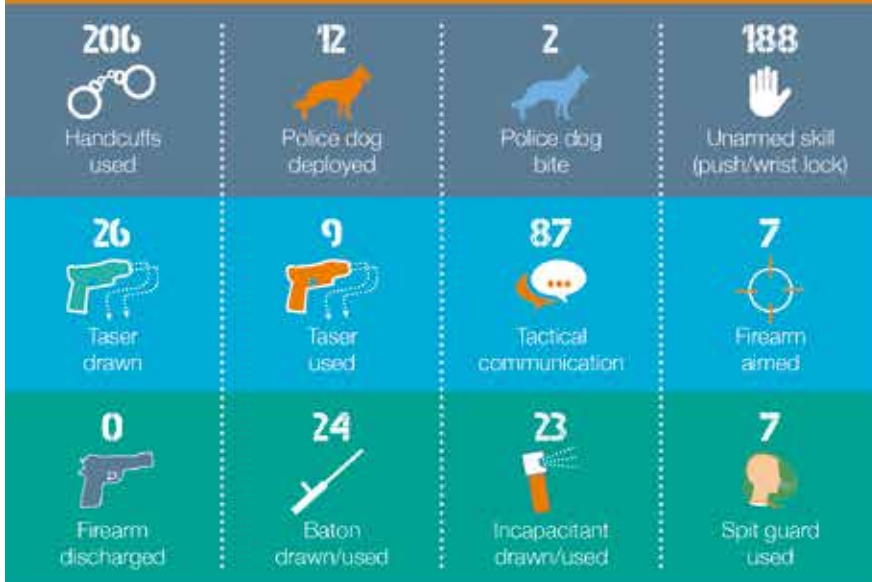 206
12
2
188
Handcuffs
used
Police dog
deployed
Police dog
bite
Unarmed skill
(push/wrist lock)
26
9
87
7
Taser
drawn
Taser
used
Tactical
communication
Firearm
aimed
0
24
23
7
Firearm
discharged
Baton
drawn/used
Incapacitant
drawn/used
Spit guard
used